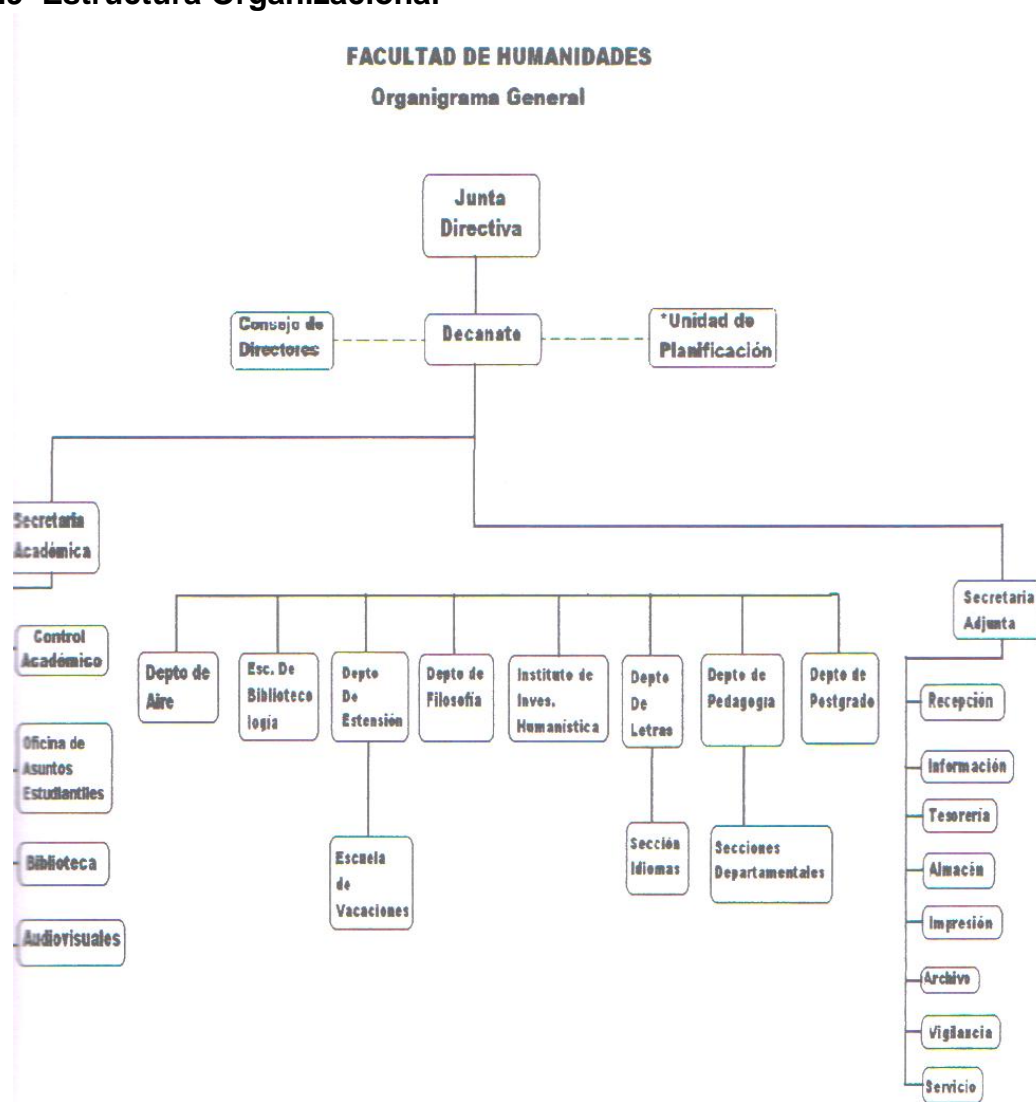 Estructura Organizacional
FACULTAD DE HUMANIDADES
Organigrama General
Junta
Directiva
Consejo de
Directores
Decanato
*Unidad de
Planificación
Secretaria
Académica
Secretaria
Adjunta
Control
Académico
Oficina de
Asuntos
Estudiantiles
Biblioteca
Audiovisuales
Depto de
Aire
Esc. De
Biblioteco
logía
Depto
De
Extensión
Depto de
Filosofía
Instituto de
Inves.
Humanística
Depto
De
Letras
Depto de
Pedagogía
Depto de
Postgrado
Escuela
de
Vacaciones
Sección
Idiomas
Secciones
Departamentales
Recepción
Información
Tesorería
Almacén
Impresión
Archivo
Vigilancia
Servicio